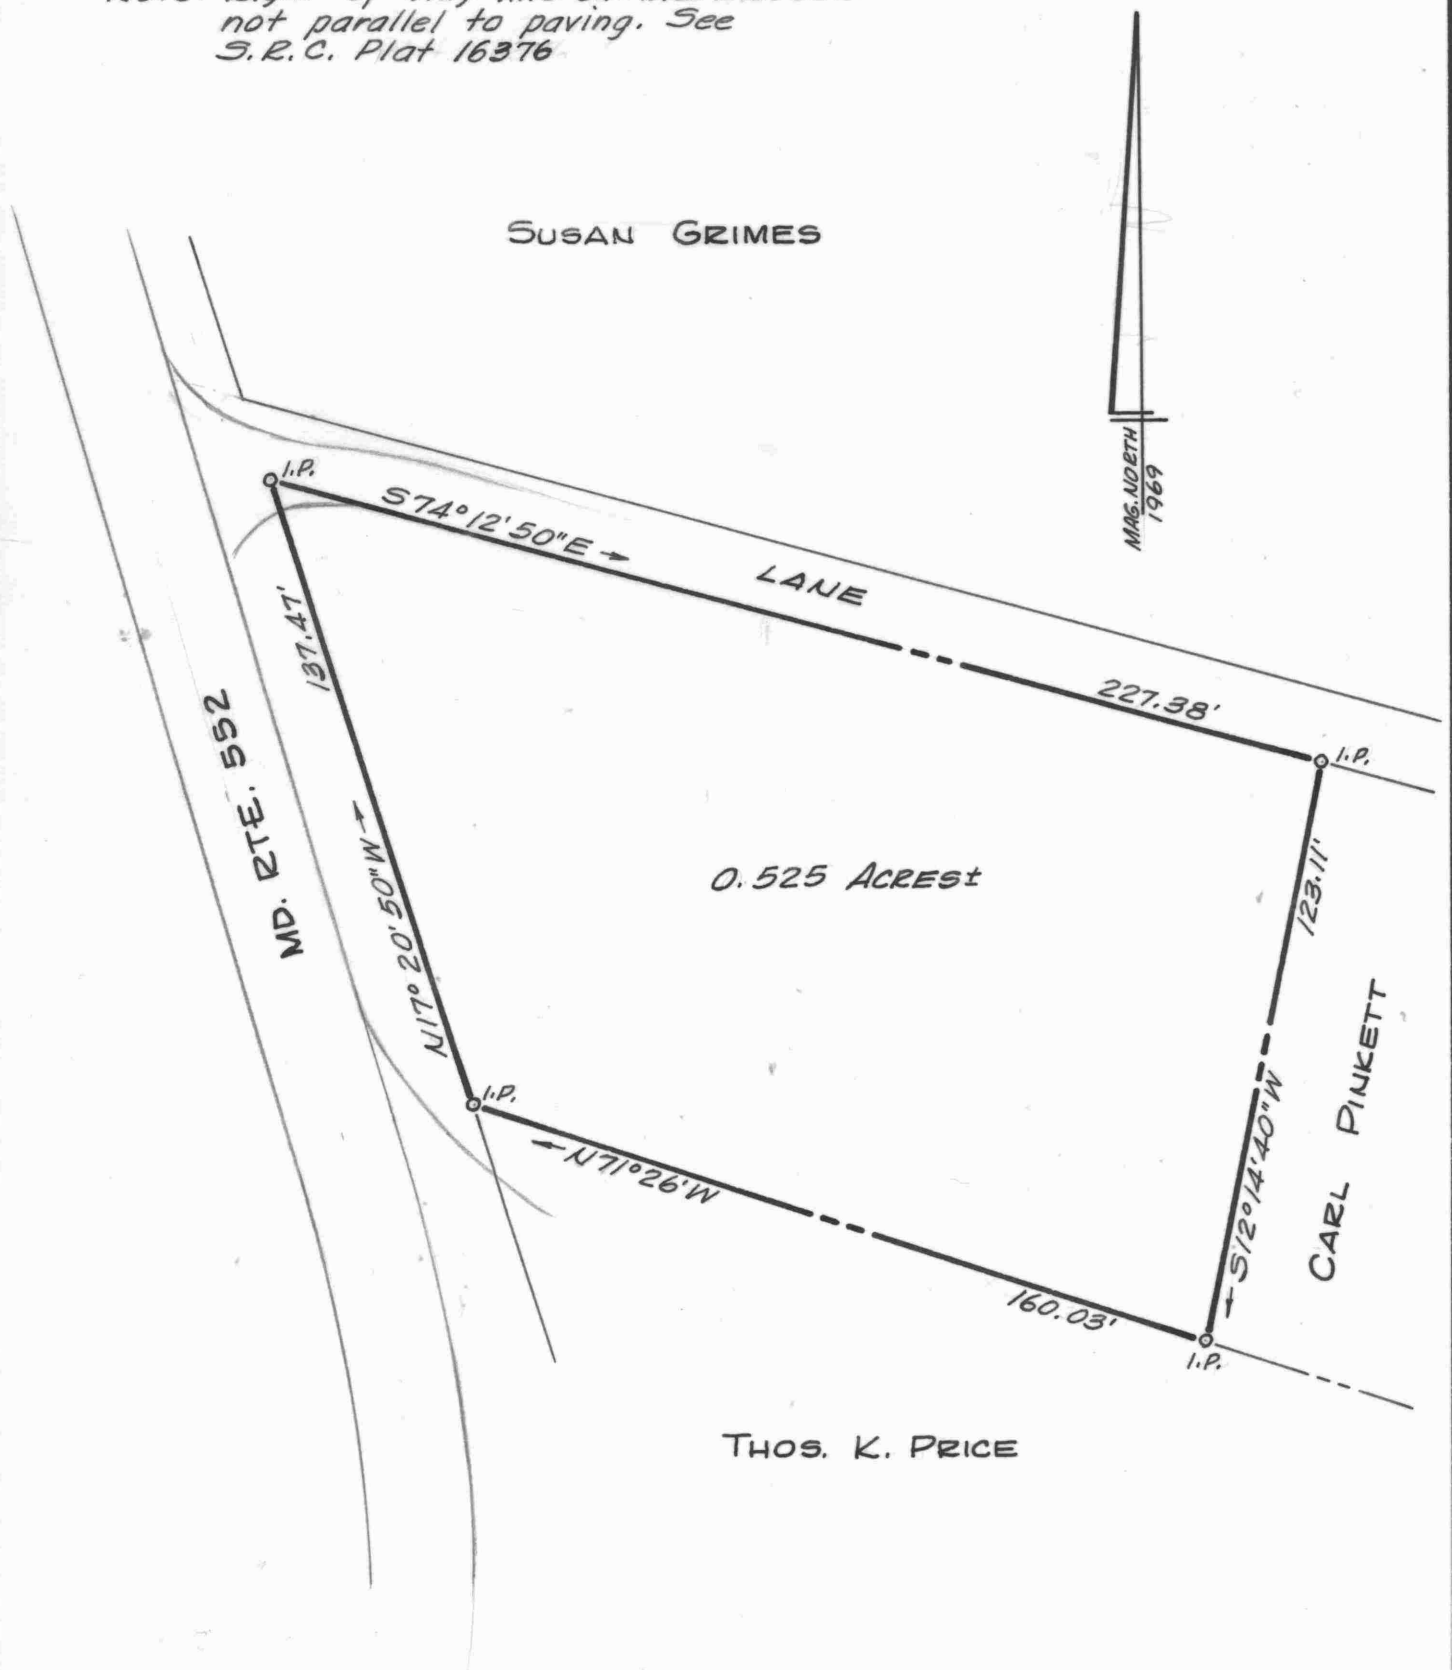 not parallel to paving. See
S.R.C. Plat 16376
SUSAN GRIMES
MAG. NORTH
1969
I.P.
S74°12'50"E
LANE
227.38'
I.P.
137.47'
MD. RTE. 552
N17° 20' 50"W
0.525 ACRES±
123.11'
S12°14'40"W
CARL PINKETT
I.P.
N71°26'W
160.03'
I.P.
THOS. K. PRICE